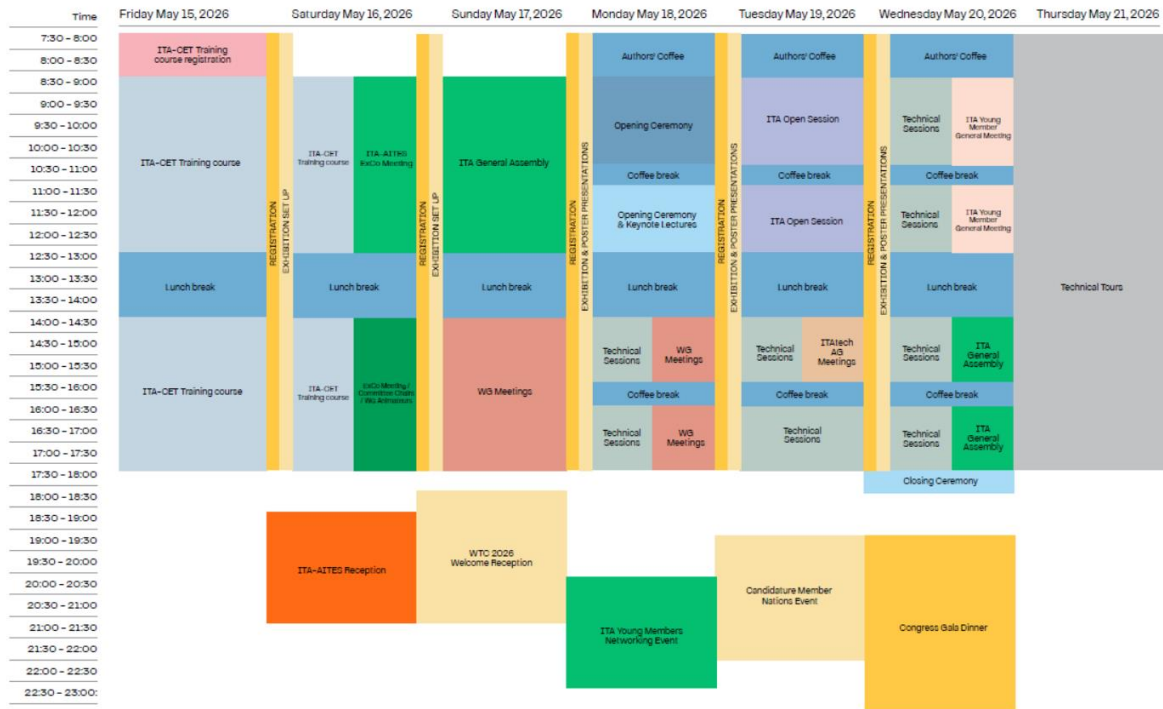 Time
Friday May 15, 2026
Saturday May 16, 2026
Sunday May 17, 2026
Monday May 18, 2026
Tuesday May 19, 2026
Wednesday May 20, 2026
Thursday May 21, 2026
7:30 - 8:00
8:00 - 8:30
8:30 - 9:00
9:00 - 9:30
9:30 - 10:00
10:00 - 10:30
10:30 - 11:00
11:00 - 11:30
11:30 - 12:00
12:00 - 12:30
12:30 - 13:00
13:00 - 13:30
13:30 - 14:00
14:00 - 14:30
14:30 - 15:00
15:00 - 15:30
15:30 - 16:00
16:00 - 16:30
16:30 - 17:00
17:00 - 17:30
17:30 - 18:00
18:00 - 18:30
18:30 - 19:00
19:00 - 19:30
19:30 - 20:00
20:00 - 20:30
20:30 - 21:00
21:00 - 21:30
21:30 - 22:00
22:00 - 22:30
22:30 - 23:00:
ITA-CET Training
course registration
ITA-CET Training course
Lunch break
ITA-CET Training course
REGISTRATION
EXHIBITION SET UP
ITA-CET
Training course
ITA-AITES
ExCo Meeting
Lunch break
ITA-CET
Training course
ExCo Meeting /
Committee Chairs
/ WG Animateurs
ITA-AITES Reception
REGISTRATION
EXHIBITION SET UP
ITA General Assembly
Lunch break
WG Meetings
WTC 2026
Welcome Reception
REGISTRATION
EXHIBITION & POSTER PRESENTATIONS
Authors' Coffee
Opening Ceremony
Coffee break
Opening Ceremony
& Keynote Lectures
Lunch break
Technical
Sessions
WG
Meetings
Coffee break
Technical
Sessions
WG
Meetings
ITA Young Members
Networking Event
REGISTRATION
EXHIBITION & POSTER PRESENTATIONS
Authors' Coffee
ITA Open Session
Coffee break
ITA Open Session
Lunch break
Technical
Sessions
ITAtech
AG
Meetings
Coffee break
Technical
Sessions
Candidature Member
Nations Event
REGISTRATION
EXHIBITION & POSTER PRESENTATIONS
Authors' Coffee
Technical
Sessions
ITA Young
Member
General Meeting
Coffee break
Technical
Sessions
ITA Young
Member
General Meeting
Lunch break
Technical
Sessions
ITA
General
Assembly
Coffee break
Technical
Sessions
ITA
General
Assembly
Closing Ceremony
Congress Gala Dinner
Technical Tours